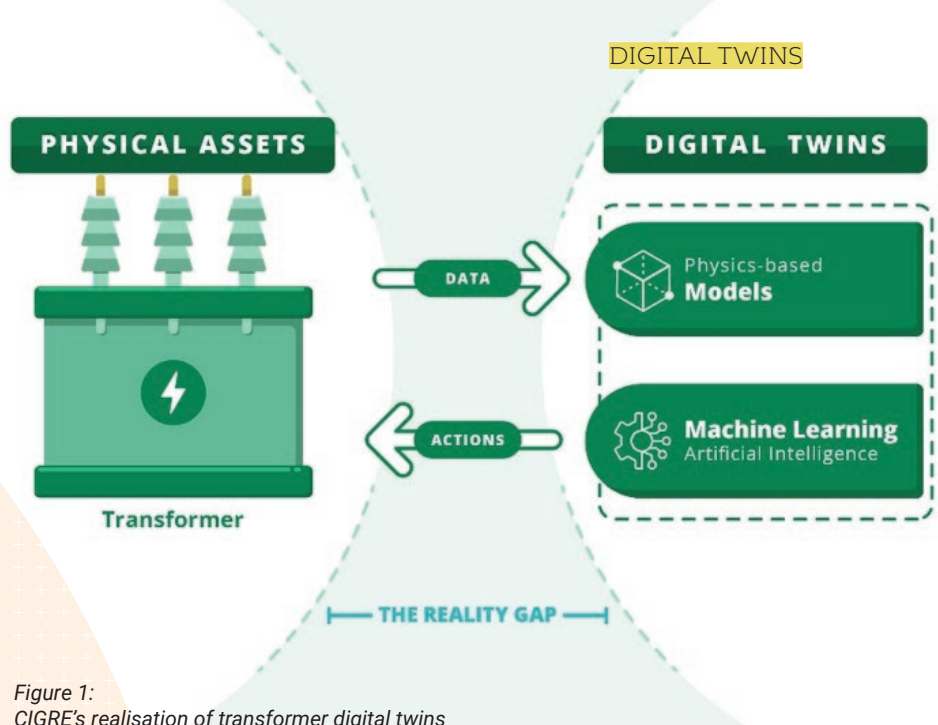 DIGITAL TWINS
PHYSICAL ASSETS
DIGITAL TWINS
DATA
Physics-based
Models
ACTIONS
Machine Learning
Artificial Intelligence
Transformer
THE REALITY GAP
Figure 1:
CIGRE's realisation of transformer digital twins